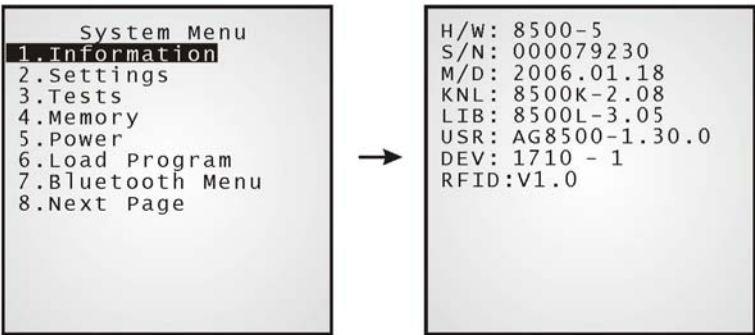 System Menu
1.Information
2.Settings
3.Tests
4.Memory
5.Power
6.Load Program
7.Bluetooth Menu
8.Next Page
H/W: 8500-5
S/N: 000079230
M/D: 2006.01.18
KNL: 8500K-2.08
LIB: 8500L-3.05
USR: AG8500-1.30.0
DEV: 1710 - 1
RFID:V1.0